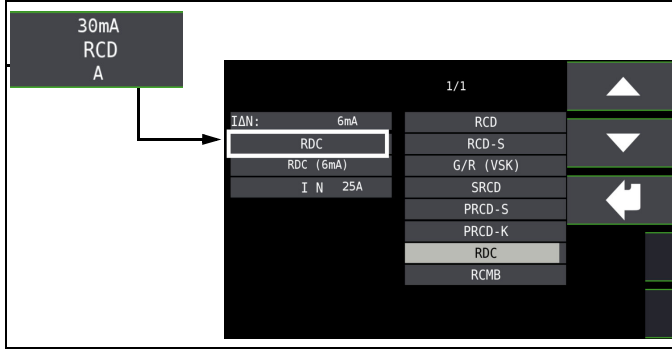 30mA
RCD
A
1/1
IΔN: 6mA
RDC
RDC (6mA)
I N 25A
RCD
RCD-S
G/R (VSK)
SRCD
PRCD-S
PRCD-K
RDC
RCMB